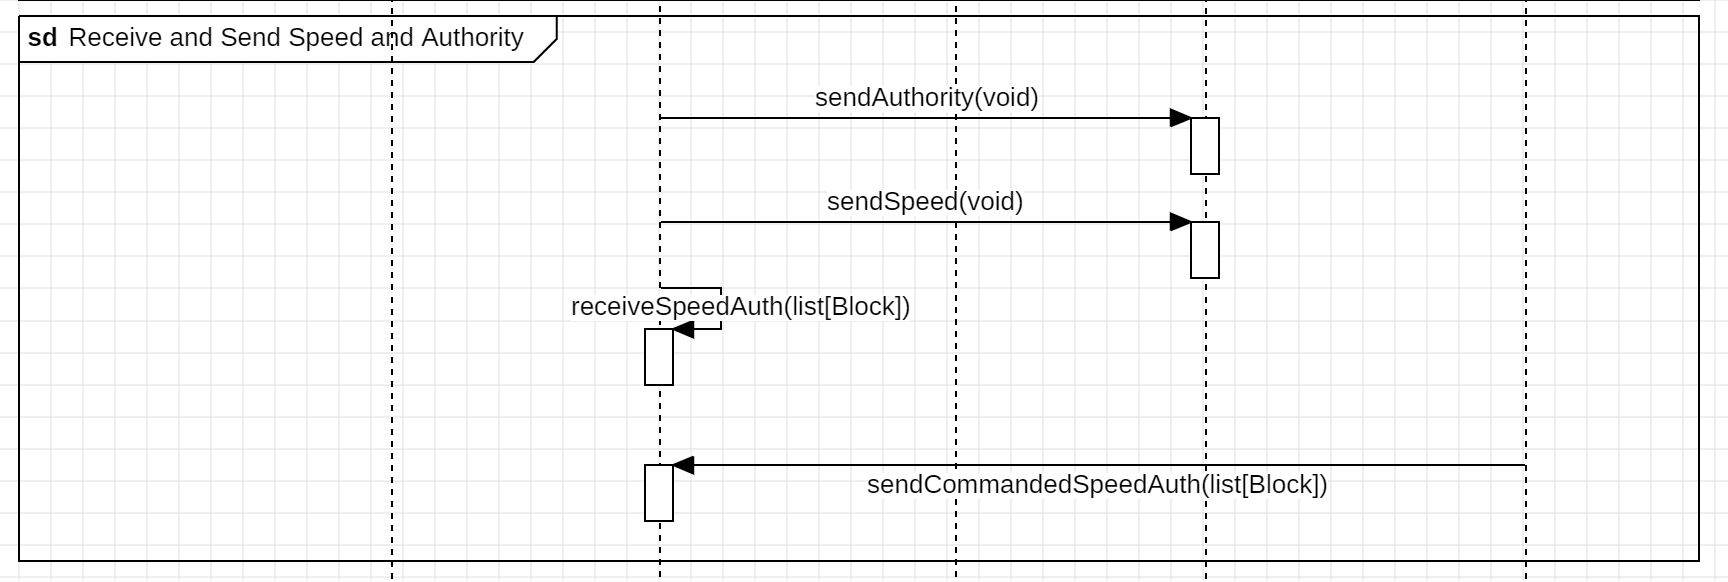 sd Receive and Send Speed and Authority
sendAuthority(void)
sendSpeed(void)
receiveSpeedAuth(list[Block])
sendCommandedSpeedAuth(list[Block])